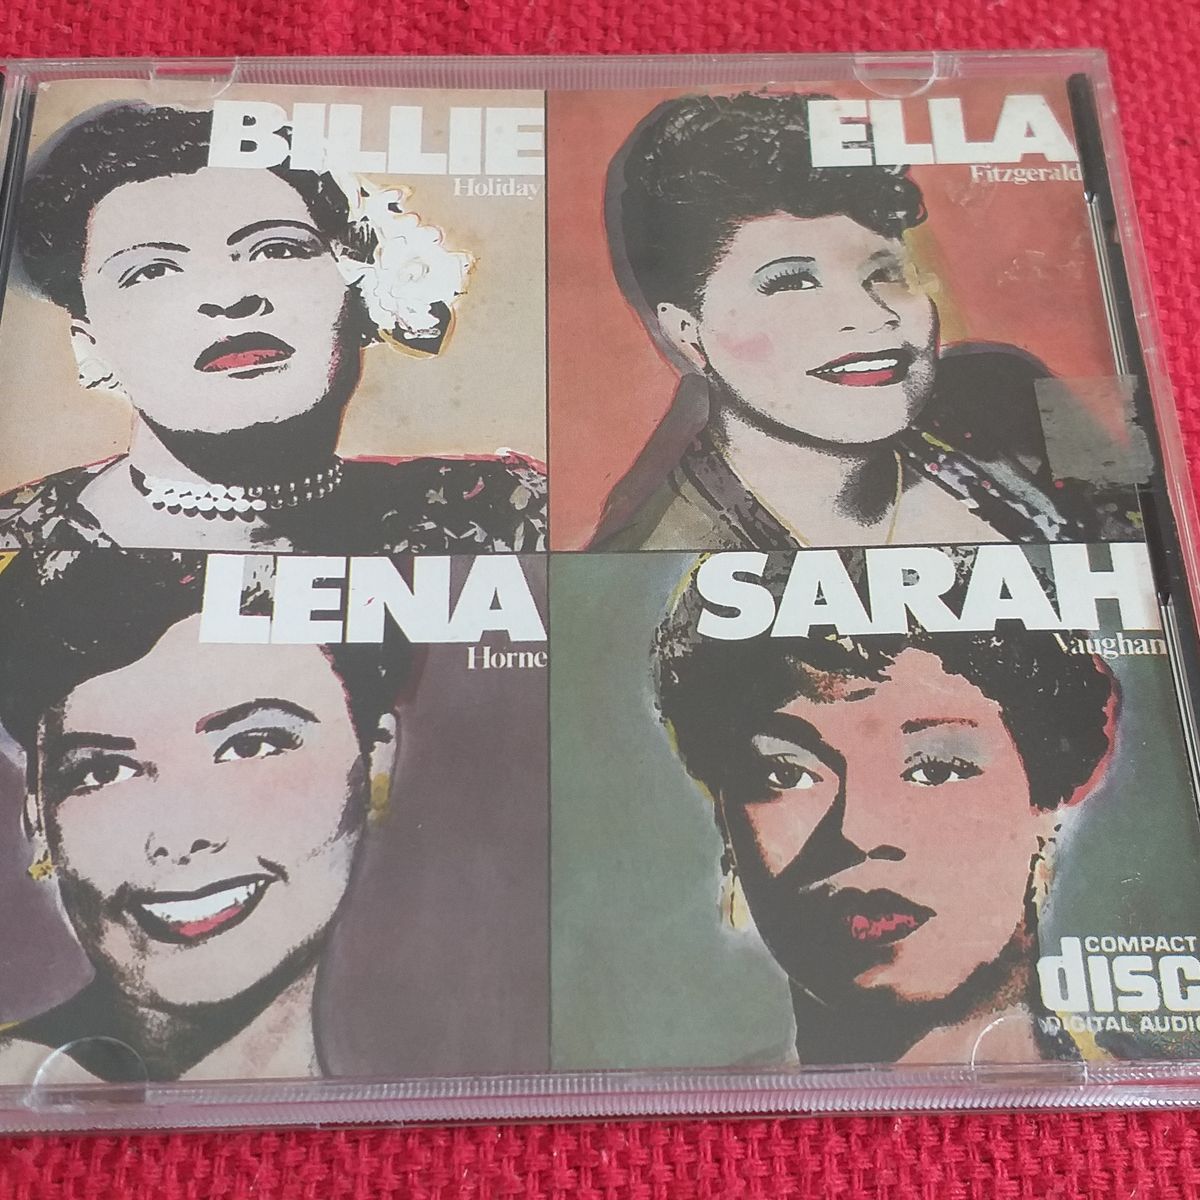 BILLIE
Holiday
ELLA
Fitzgerald
LENA
Horne
SARAH
Vaughan
COMPACT
disc
DIGITAL AUDIO